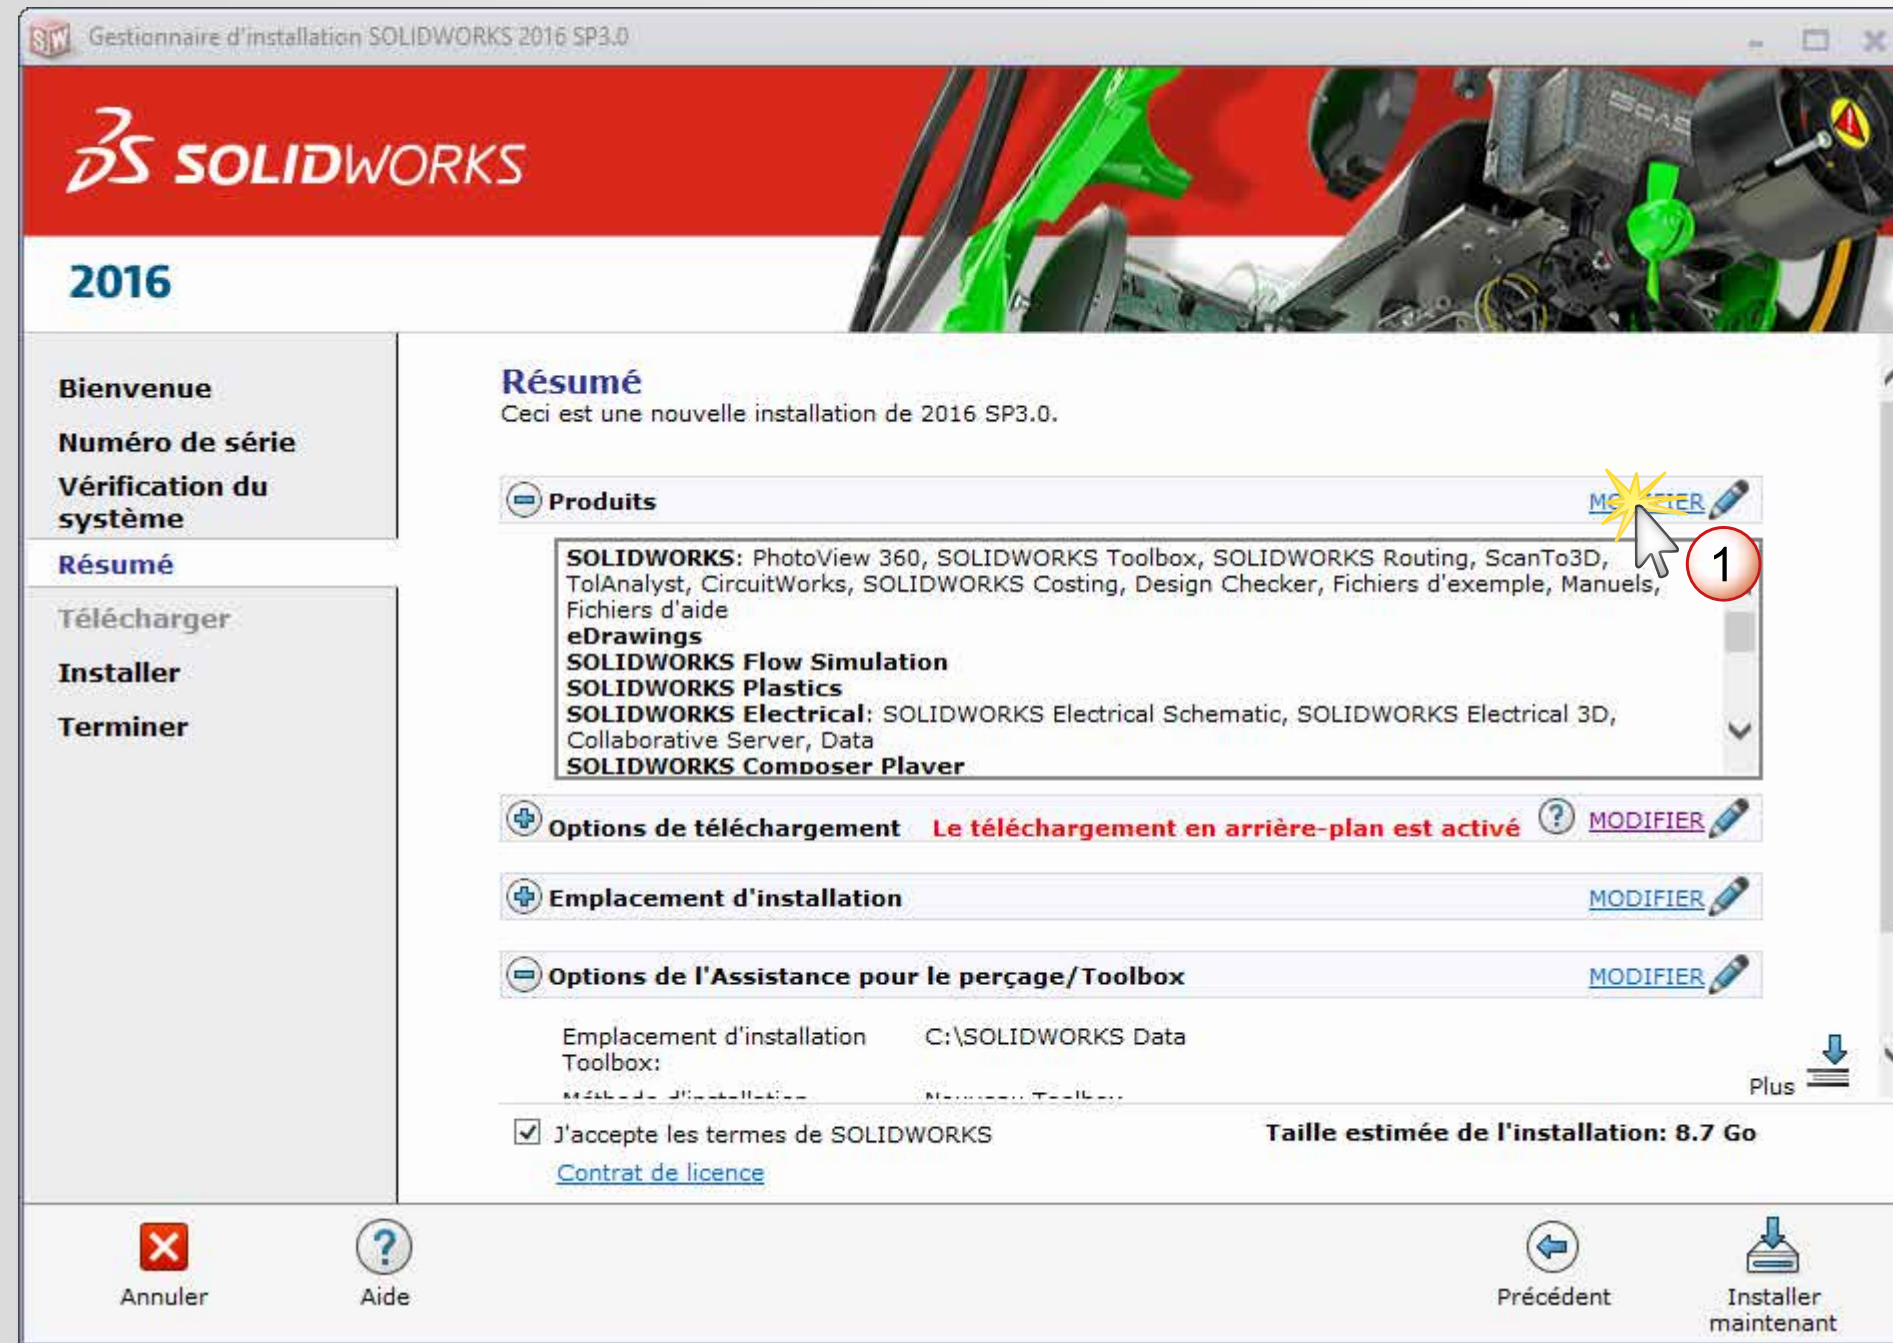 Gestionnaire d'installation SOLIDWORKS 2016 SP3.0
SOLIDWORKS
2016
Bienvenue
Numéro de série
Vérification du
système
Résumé
Télécharger
Installer
Terminer
Résumé
Ceci est une nouvelle installation de 2016 SP3.0.
Produits
1
SOLIDWORKS: PhotoView 360, SOLIDWORKS Toolbox, SOLIDWORKS Routing, ScanTo3D,
TolAnalyst, CircuitWorks, SOLIDWORKS Costing, Design Checker, Fichiers d'exemple, Manuels,
Fichiers d'aide
eDrawings
SOLIDWORKS Flow Simulation
SOLIDWORKS Plastics
SOLIDWORKS Electrical: SOLIDWORKS Electrical Schematic, SOLIDWORKS Electrical 3D,
Collaborative Server, Data
SOLIDWORKS Composer Player
Options de téléchargement Le téléchargement en arrière-plan est activé ? MODIFIER
Emplacement d'installation MODIFIER
Options de l'Assistance pour le perçage/Toolbox MODIFIER
Emplacement d'installation C:\SOLIDWORKS Data
Toolbox:
Méthode d'installation Nouveau Toolbox
Plus
J'accepte les termes de SOLIDWORKS Taille estimée de l'installation: 8.7 Go
Contrat de licence
Annuler
Aide
Précédent
Installer
maintenant